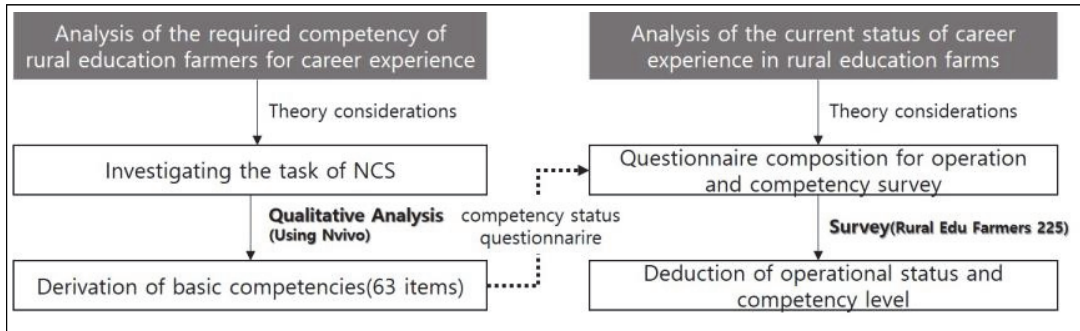 Analysis of the required competency of
rural education farmers for career experience
Theory considerations
Investigating the task of NCS
Qualitative Analysis
(Using Nvivo)
Derivation of basic competencies(63 items)
competency status
questionnarire
Analysis of the current status of career
experience in rural education farms
Theory considerations
Questionnaire composition for operation
and competency survey
Survey(Rural Edu Farmers 225)
Deduction of operational status and
competency level